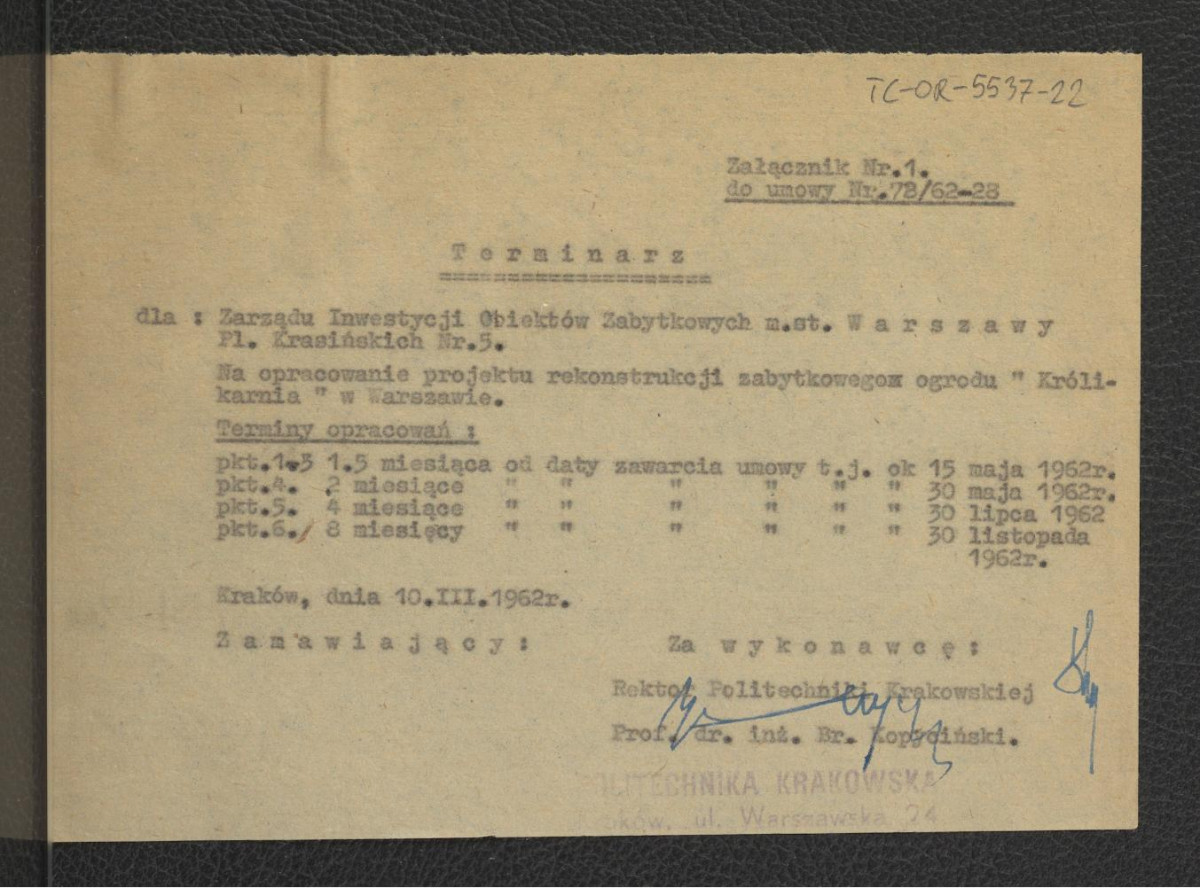 TC-OR-5537-22
Załącznik Nr.1.
do umowy Nr.78/62-28
T e r m i n a r z
====================
dla : Zarządu Inwestycji Obiektów Zabytkowych m.st. W a r s z a w y
Pl. Krasińskich Nr.5.
Na opracowanie projektu rekonstrukcji zabytkowegox ogrodu " Króli-
karnia " w Warszawie.
Terminy opracowań :
pkt.1-3 1.5 miesiąca od daty zawarcia umowy t.j. ok 15 maja 1962r.
pkt.4. 2 miesiące " " " " " " 30 maja 1962r.
pkt.5. 4 miesiące " " " " " " 30 lipca 1962
pkt.6./ 8 miesięcy " " " " " " 30 listopada
1962r.
Kraków, dnia 10.III.1962r.
Z a m a w i a j ą c y :
Za w y k o n a w c ę :
Rektor Politechniki Krakowskiej
Prof. dr. inż. Br. Kopyciński.
OLITECHNIKA KRAKOWSKA
ków, ul. Warszawska 24